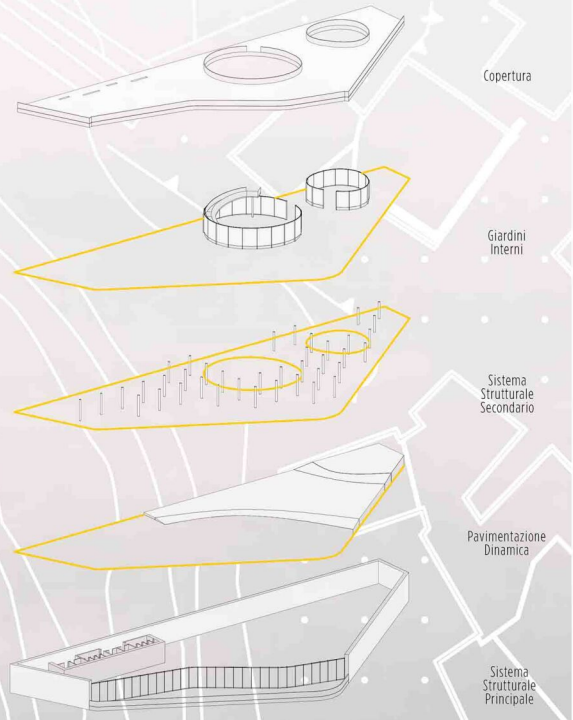 Copertura
Giardini
Interni
Sistema
Strutturale
Secondario
Pavimentazione
Dinamica
Sistema
Strutturale
Principale